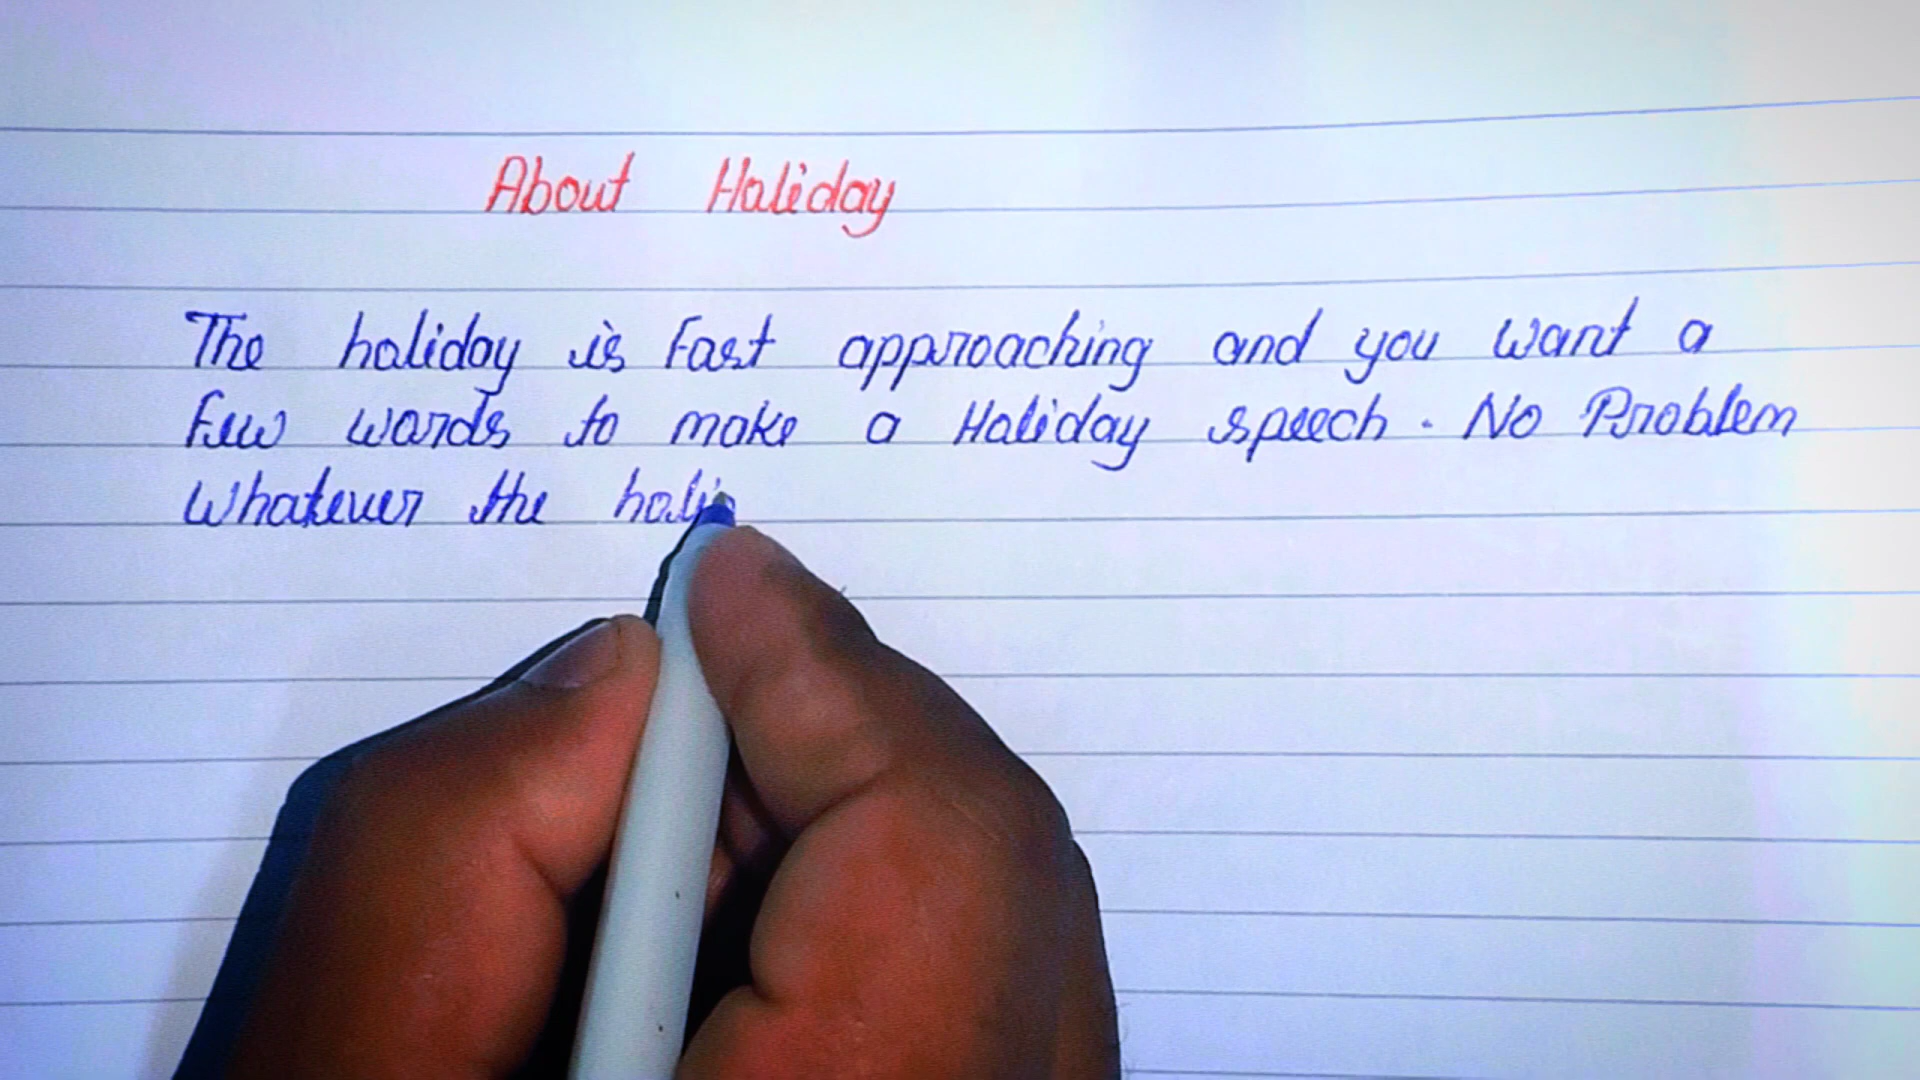 About Holiday
The holiday is Fast approaching and you want a
Few words to make a Holiday speech. No Problem
Whatever the holi